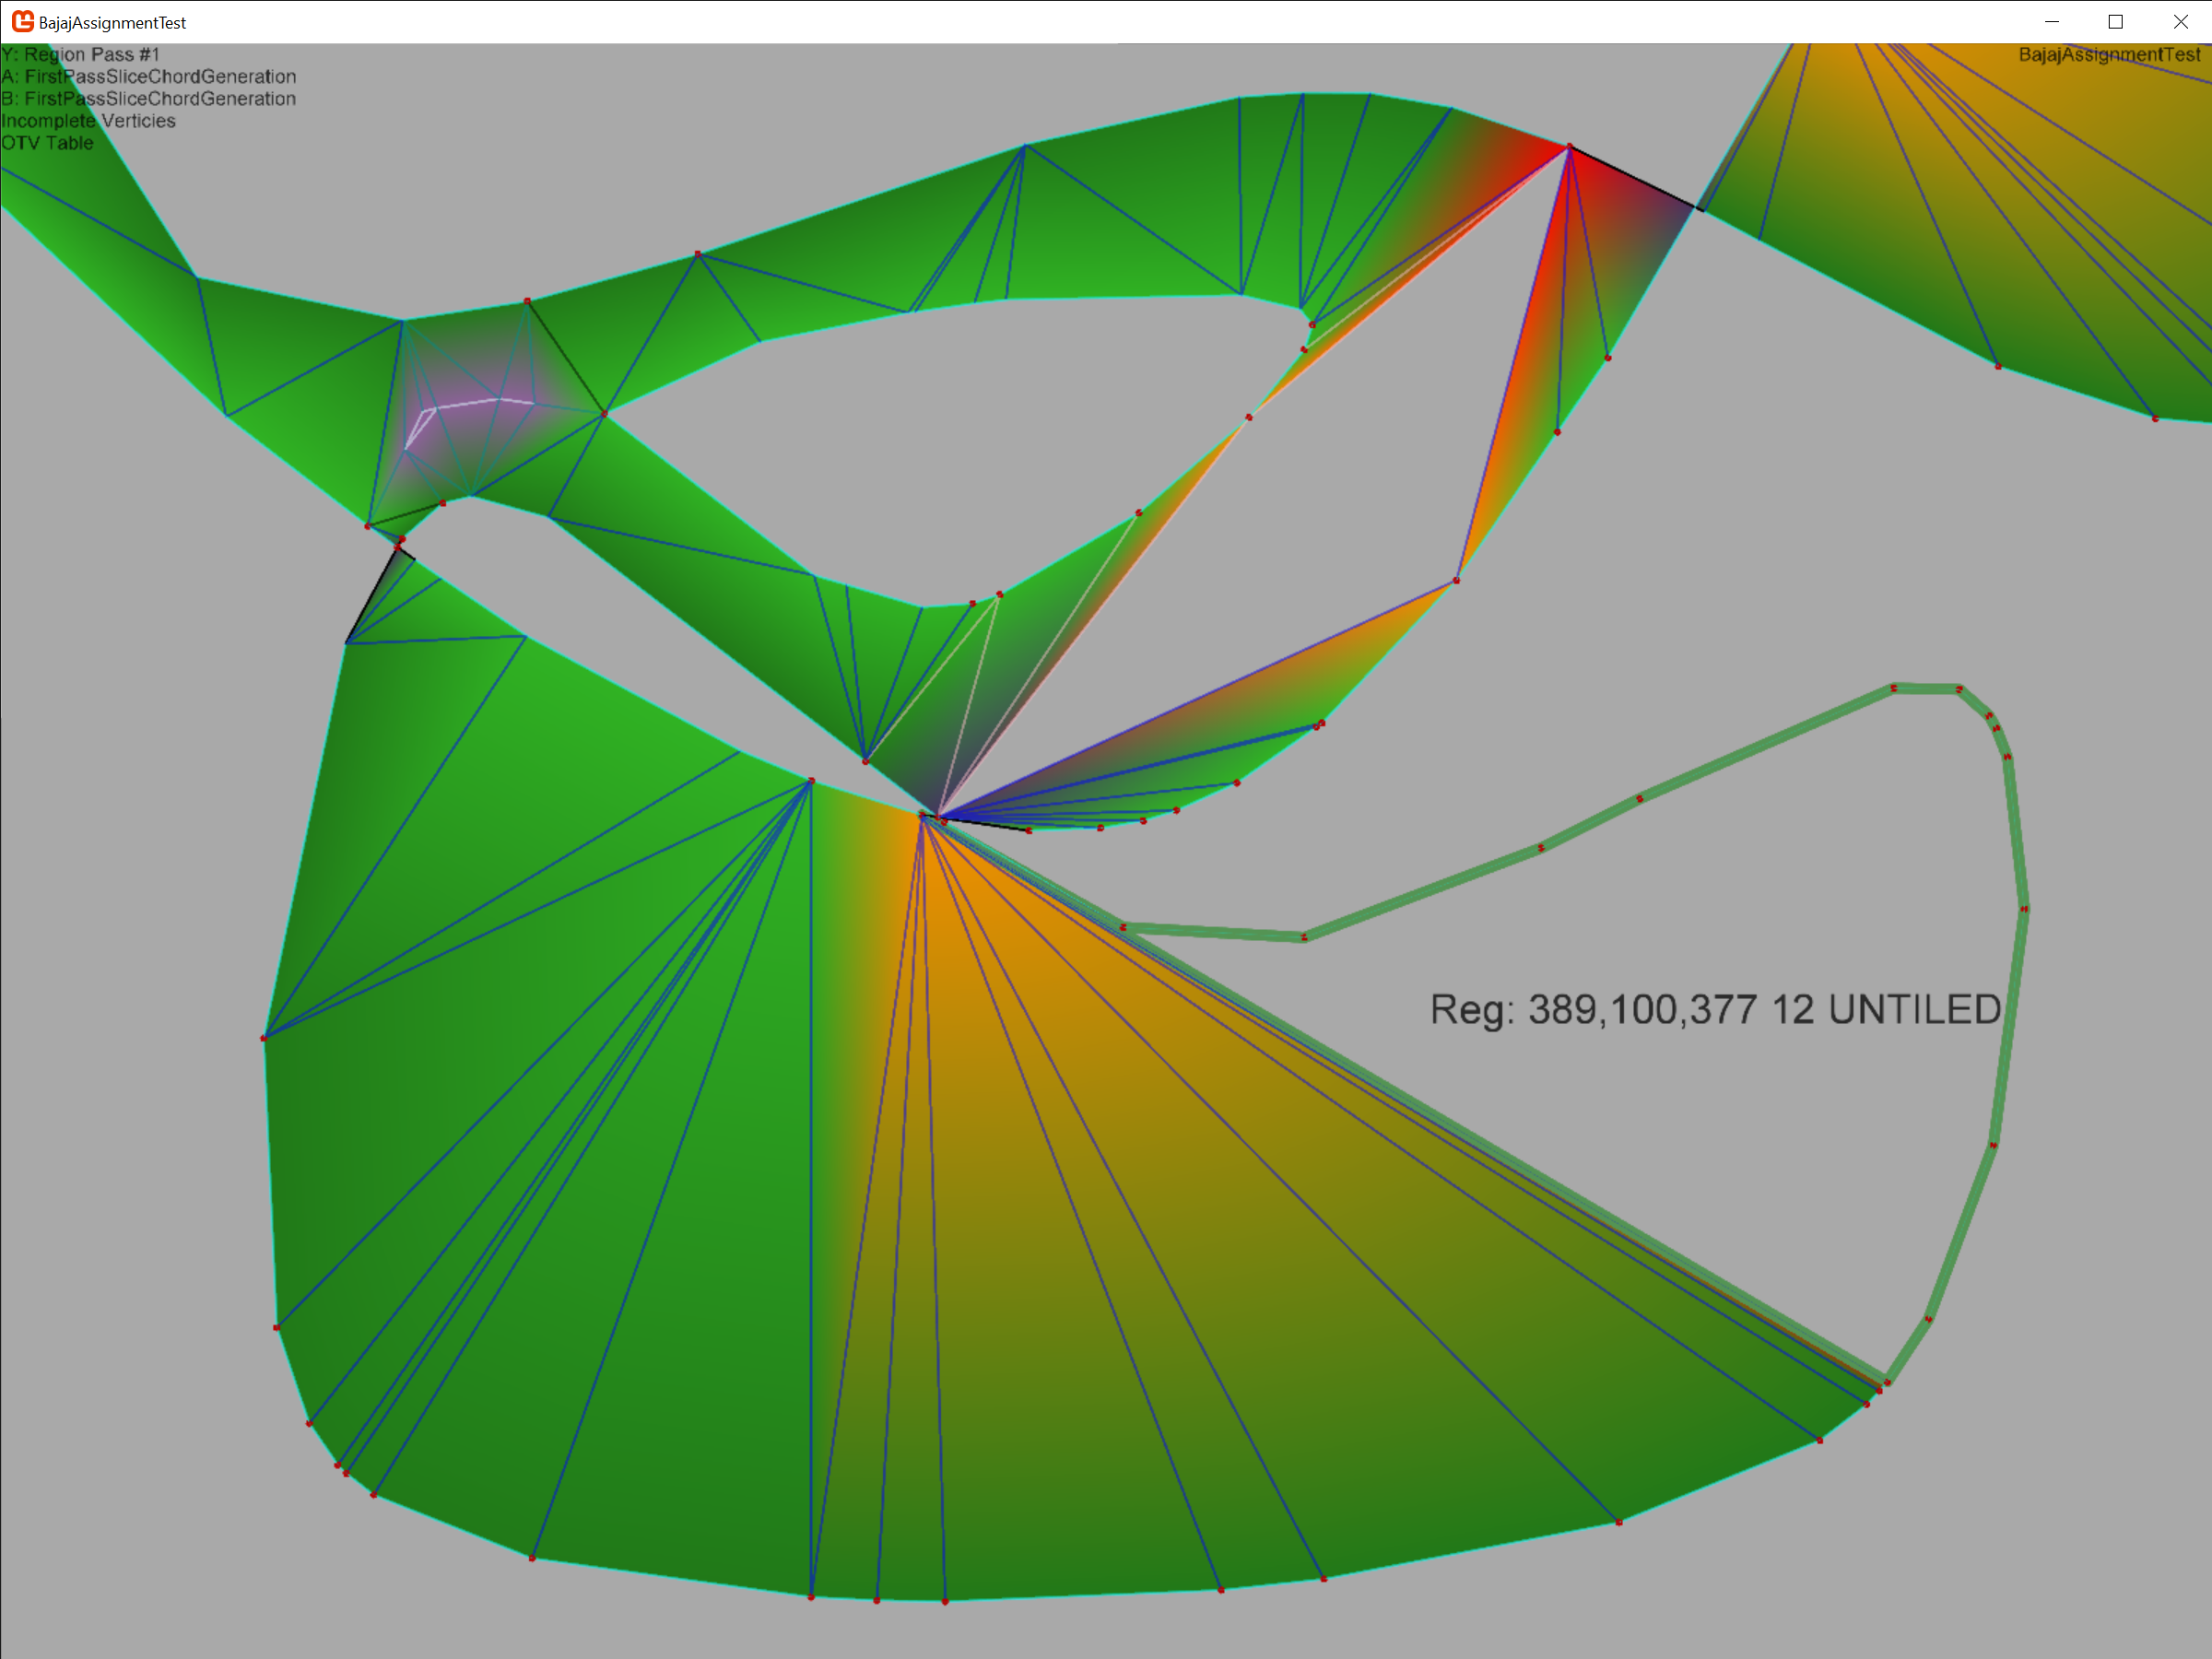 BajajAssignmentTest
Y: Region Pass #1
A: FirstPassSliceChordGeneration
B: FirstPassSliceChordGeneration
Incomplete Verticies
OTV Table
BajajAssignmentTest
Reg: 389,100,377 12 UNTILED